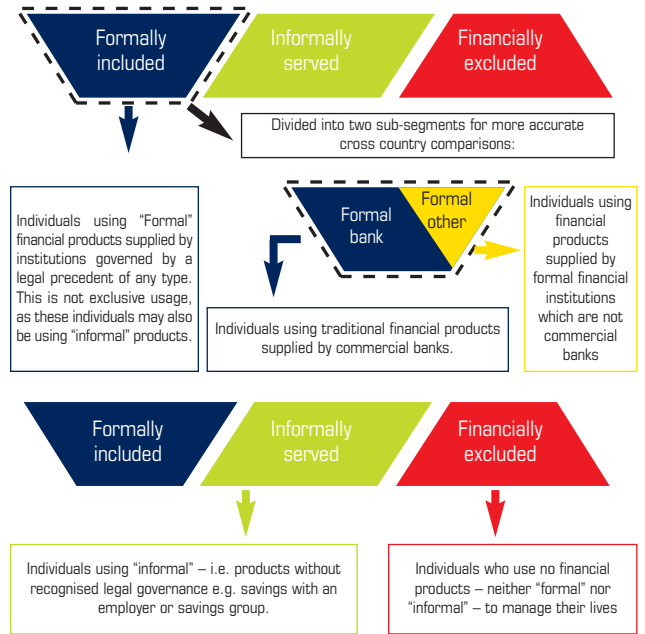 Formally
included
Informally
served
Financially
excluded
Divided into two sub-segments for more accurate
cross country comparisons:
Individuals using “Formal”
financial products supplied by
institutions governed by a
legal precedent of any type.
This is not exclusive usage,
as these individuals may also
be using “informal” products.
Formal
bank
Formal
other
Individuals using
financial
products
supplied by
formal financial
institutions
which are not
commercial
banks
Individuals using traditional financial products
supplied by commercial banks.
Formally
included
Informally
served
Financially
excluded
Individuals using “informal” – i.e. products without
recognised legal governance e.g. savings with an
employer or savings group.
Individuals who use no financial
products – neither “formal” nor
“informal” – to manage their lives